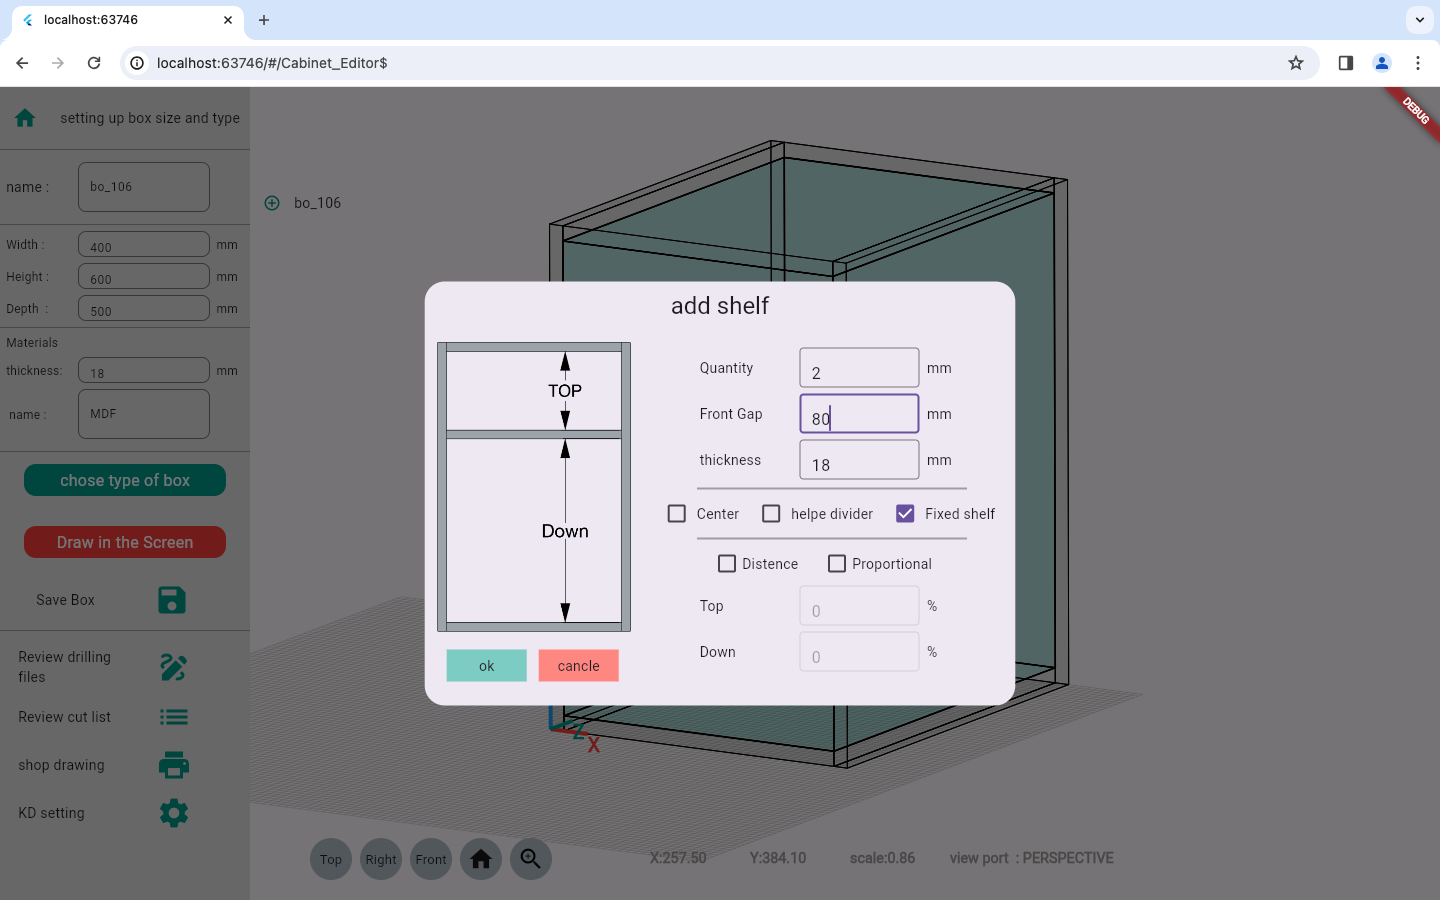 localhost:63746
localhost:63746/#/Cabinet_Editor$
DEBUG
setting up box size and type
name :
bo_106
bo_106
Width :
400
mm
Height :
600
mm
Depth :
500
mm
Materials
thickness:
18
mm
name :
MDF
chose type of box
Draw in the Screen
Save Box
Review drilling
files
Review cut list
shop drawing
KD setting
add shelf
TOP
Down
ok
cancle
Quantity
2
mm
Front Gap
80
mm
thickness
18
mm
Center
helpe divider
Fixed shelf
Distence
Proportional
Top
0
%
Down
0
%
Z
X
Top
Right
Front
X:257.50
Y:384.10
scale:0.86
view port : PERSPECTIVE